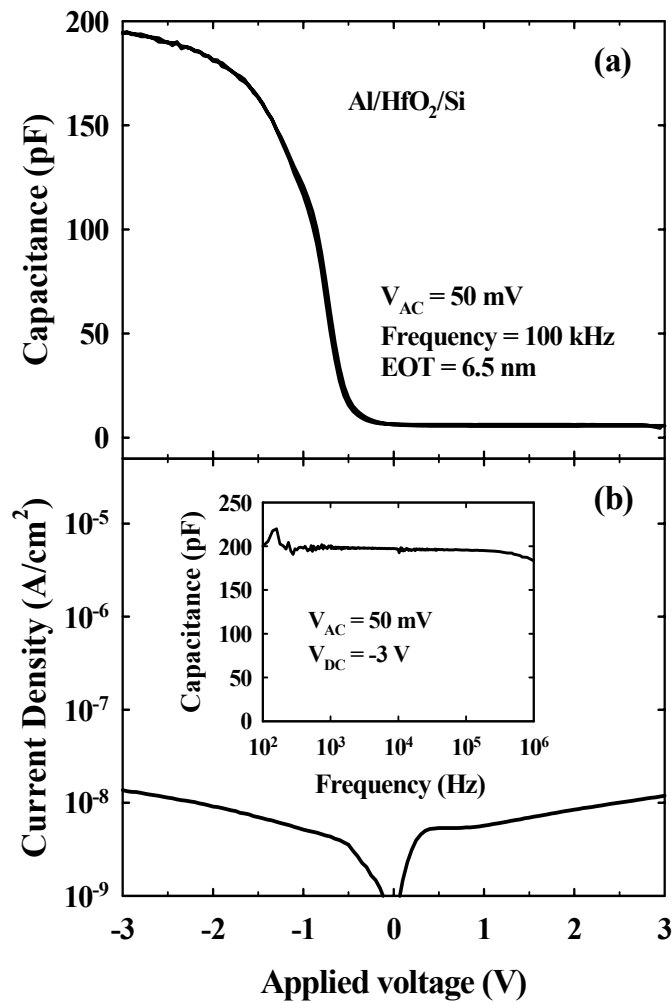 200
(a)
Al/HfO₂/Si
150
Capacitance (pF)
100
V_AC = 50 mV
Frequency = 100 kHz
50
EOT = 6.5 nm
0
(b)
250
10⁻⁵
200
10⁻⁶
150
Capacitance (pF)
100
V_AC = 50 mV
V_DC = -3 V
50
10⁻⁷
0
10² 10³ 10⁴ 10⁵ 10⁶
Frequency (Hz)
10⁻⁸
Current Density (A/cm²)
10⁻⁹
-3 -2 -1 0 1 2 3
Applied voltage (V)